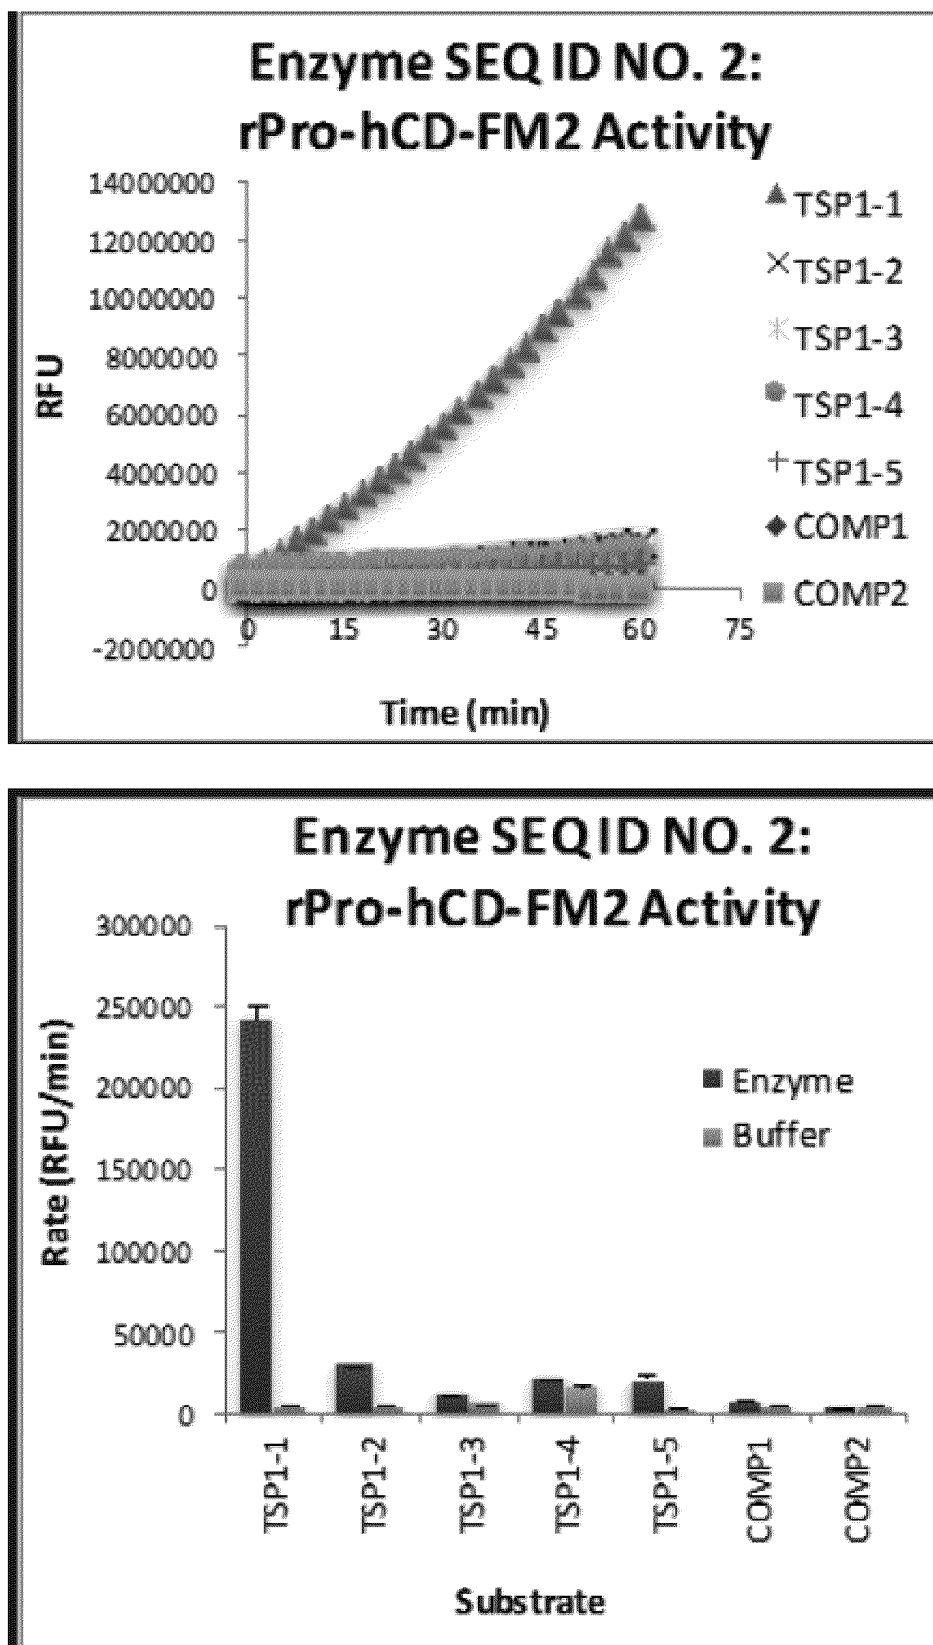 Enzyme SEQ ID NO. 2:
rPro-hCD-FM2 Activity
14000000
12000000
10000000
8000000
6000000
4000000
2000000
0
-2000000
RFU
0 15 30 45 60 75
Time (min)
TSP1-1
TSP1-2
TSP1-3
TSP1-4
TSP1-5
COMP1
COMP2
Enzyme SEQ ID NO. 2:
rPro-hCD-FM2 Activity
300000
250000
200000
150000
100000
50000
0
Rate (RFU/min)
Enzyme
Buffer
TSP1-1
TSP1-2
TSP1-3
TSP1-4
TSP1-5
COMP1
COMP2
Substrate